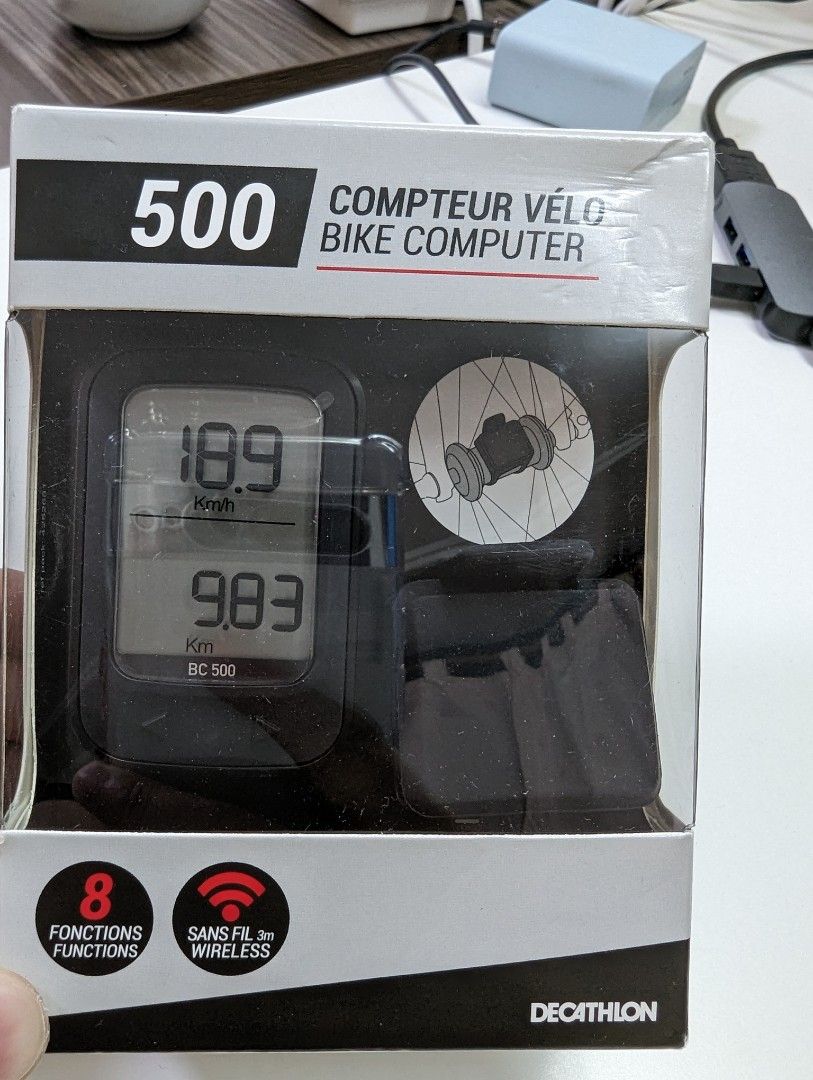 500
COMPTEUR VÉLO
BIKE COMPUTER
18.9
Km/h
9.83
Km
BC 500
8
FONCTIONS
FUNCTIONS
SANS FIL 3m
WIRELESS
DECATHLON